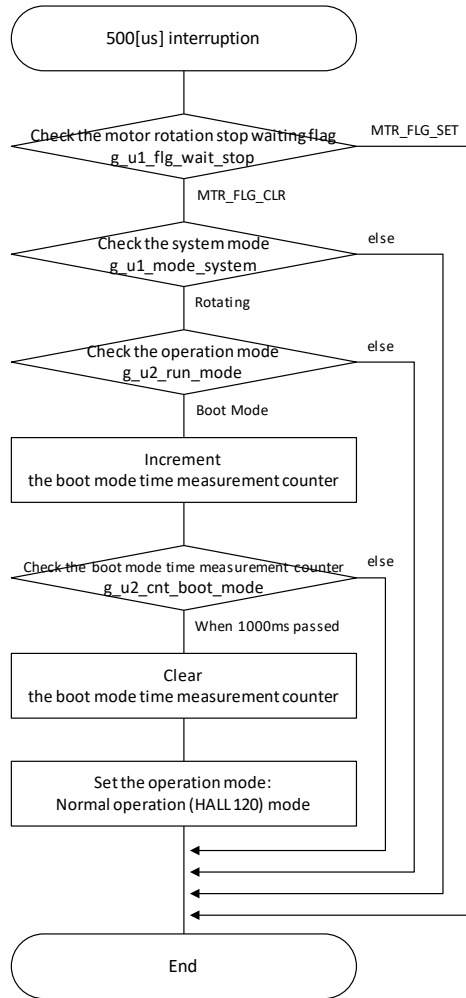 500[us] interruption
Check the motor rotation stop waiting flag
g_u1_flg_wait_stop
MTR_FLG_SET
MTR_FLG_CLR
Check the system mode
g_u1_mode_system
else
Rotating
Check the operation mode
g_u2_run_mode
else
Boot Mode
Increment
the boot mode time measurement counter
Check the boot mode time measurement counter
g_u2_cnt_boot_mode
else
When 1000ms passed
Clear
the boot mode time measurement counter
Set the operation mode:
Normal operation (HALL 120) mode
End